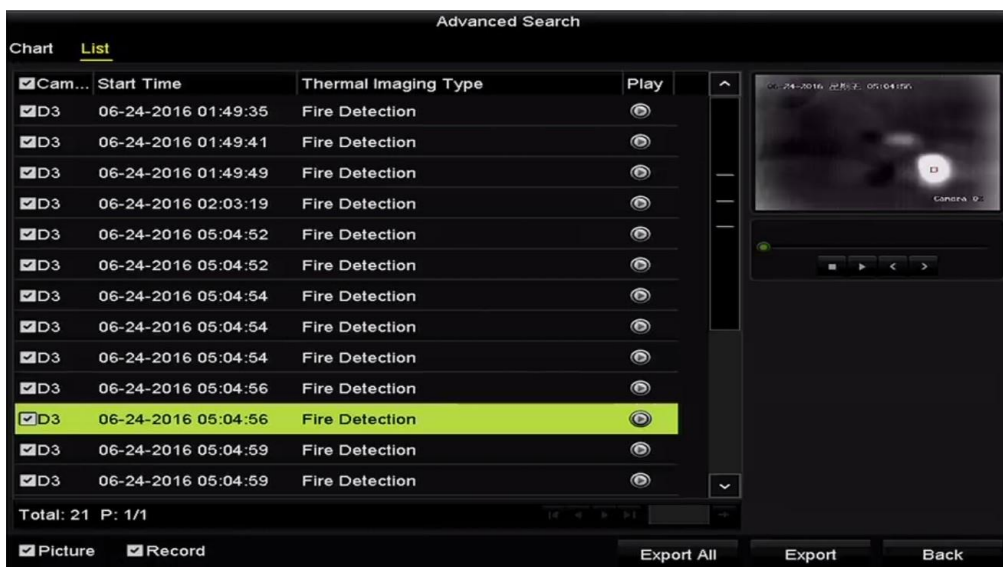 Advanced Search
Chart List
Cam... Start Time Thermal Imaging Type Play
D3 06-24-2016 01:49:35 Fire Detection
D3 06-24-2016 01:49:41 Fire Detection
D3 06-24-2016 01:49:49 Fire Detection
D3 06-24-2016 02:03:19 Fire Detection
D3 06-24-2016 05:04:52 Fire Detection
D3 06-24-2016 05:04:52 Fire Detection
D3 06-24-2016 05:04:54 Fire Detection
D3 06-24-2016 05:04:54 Fire Detection
D3 06-24-2016 05:04:54 Fire Detection
D3 06-24-2016 05:04:56 Fire Detection
D3 06-24-2016 05:04:56 Fire Detection
D3 06-24-2016 05:04:59 Fire Detection
D3 06-24-2016 05:04:59 Fire Detection
Total: 21 P: 1/1
Picture Record Export All Export Back
Camera